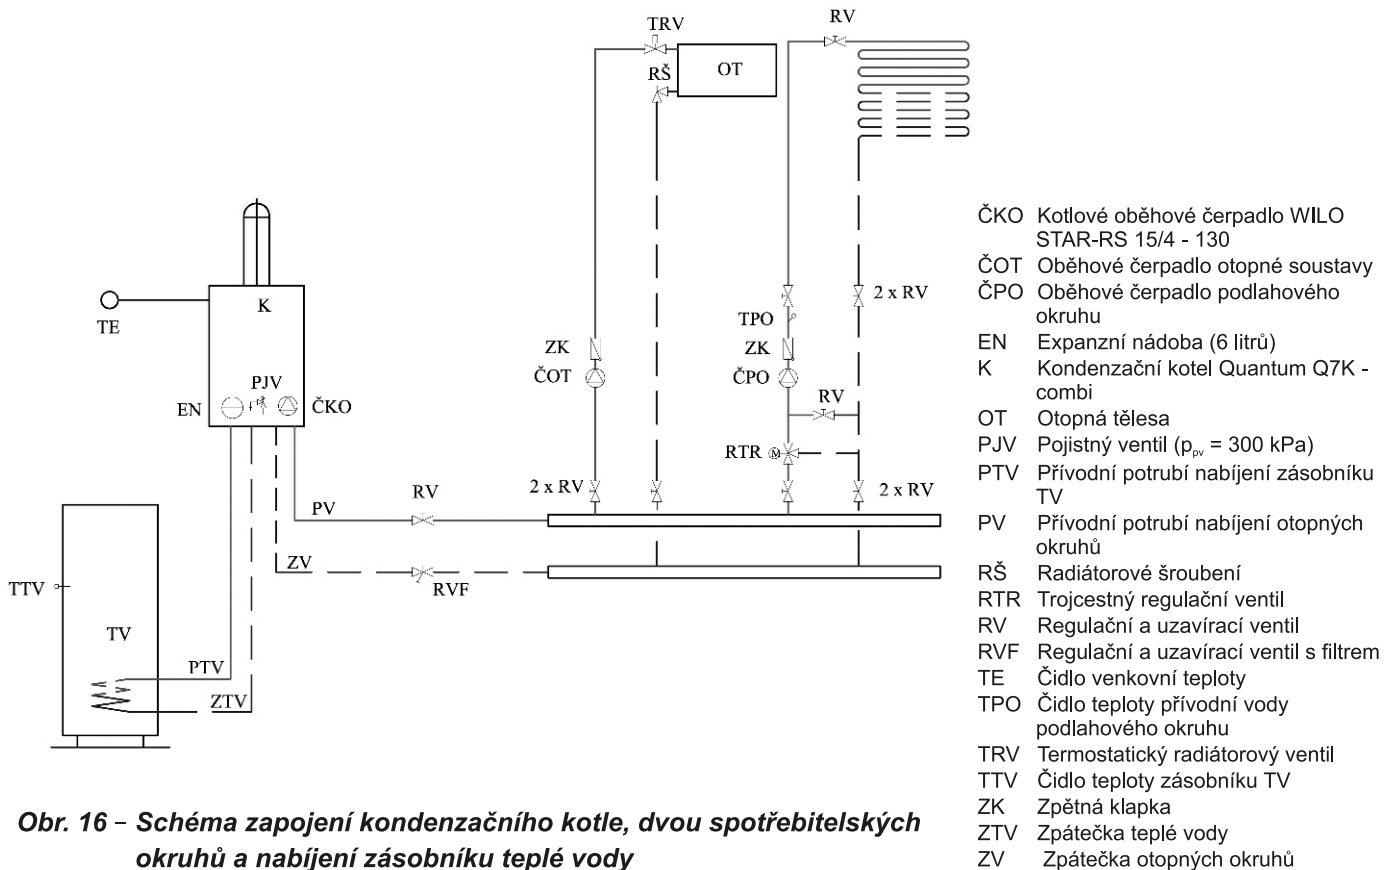 RV
TRV
RŠ
OT
K
TE
PJV
EN
ČKO
ZK
ČOT
TPO
ZK
ČPO
2 x RV
RV
RTR M
2 x RV
2 x RV
PV
RV
ZV
RVF
TTV
TV
PTV
ZTV
ČKO Kotlové oběhové čerpadlo WILO
STAR-RS 15/4 - 130
ČOT Oběhové čerpadlo otopné soustavy
ČPO Oběhové čerpadlo podlahového
okruhu
EN Expanzní nádoba (6 litrů)
K Kondenzační kotel Quantum Q7K -
combi
OT Otopná tělesa
PJV Pojistný ventil (ppv = 300 kPa)
PTV Přívodní potrubí nabíjení zásobníku
TV
PV Přívodní potrubí nabíjení otopných
okruhů
RŠ Radiátorové šroubení
RTR Trojcestný regulační ventil
RV Regulační a uzavírací ventil
RVF Regulační a uzavírací ventil s filtrem
TE Čidlo venkovní teploty
TPO Čidlo teploty přívodní vody
podlahového okruhu
TRV Termostatický radiátorový ventil
TTV Čidlo teploty zásobníku TV
ZK Zpětná klapka
ZTV Zpátečka teplé vody
ZV Zpátečka otopných okruhů
Obr. 16 – Schéma zapojení kondenzačního kotle, dvou spotřebitelských
okruhů a nabíjení zásobníku teplé vody